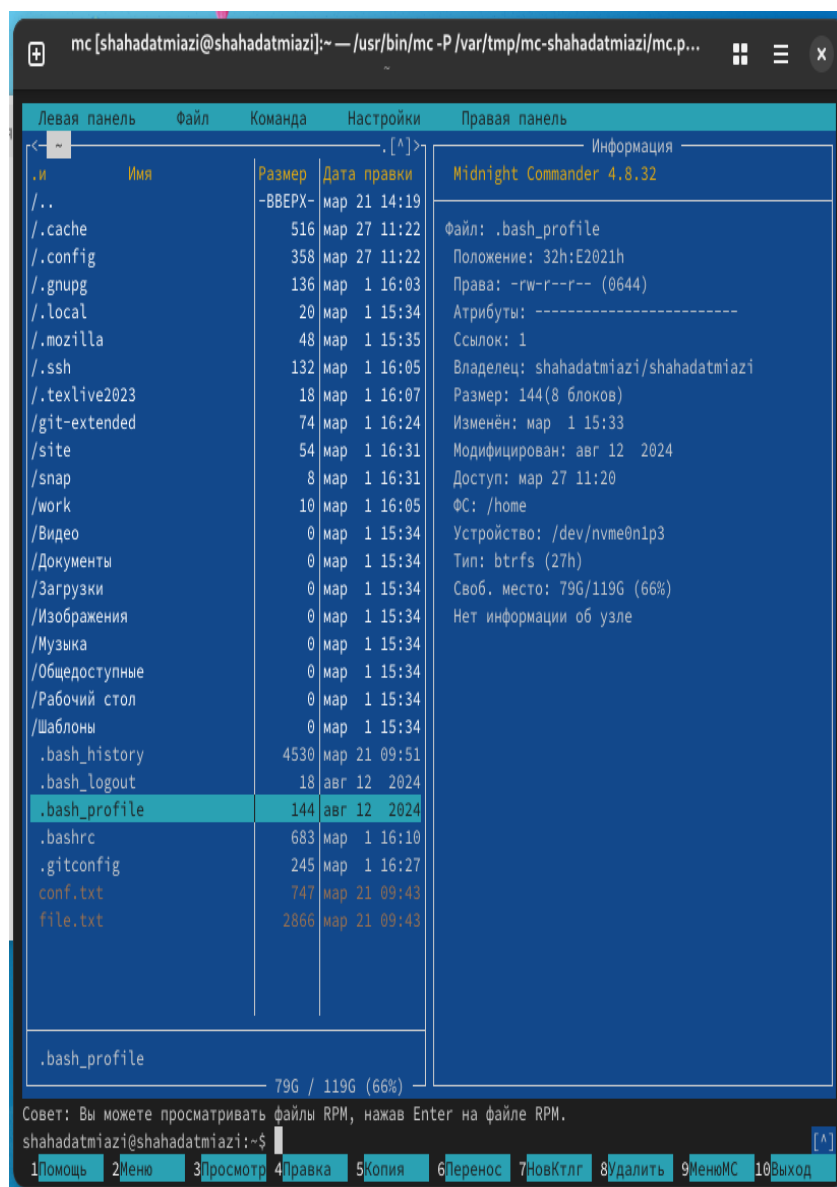 mc [shahadatmiazi@shahadatmiazi]:~ — /usr/bin/mc -P /var/tmp/mc-shahadatmiazi/mc.p...
~
Левая панель Файл Команда Настройки Правая панель
<─ ~ .[^]>
Информация
.и Имя Размер Дата правки
/.. -ВВЕРХ- мар 21 14:19
/.cache 516 мар 27 11:22
/.config 358 мар 27 11:22
/.gnupg 136 мар 1 16:03
/.local 20 мар 1 15:34
/.mozilla 48 мар 1 15:35
/.ssh 132 мар 1 16:05
/.texlive2023 18 мар 1 16:07
/git-extended 74 мар 1 16:24
/site 54 мар 1 16:31
/snap 8 мар 1 16:31
/work 10 мар 1 16:05
/Видео 0 мар 1 15:34
/Документы 0 мар 1 15:34
/Загрузки 0 мар 1 15:34
/Изображения 0 мар 1 15:34
/Музыка 0 мар 1 15:34
/Общедоступные 0 мар 1 15:34
/Рабочий стол 0 мар 1 15:34
/Шаблоны 0 мар 1 15:34
.bash_history 4530 мар 21 09:51
.bash_logout 18 авг 12 2024
.bash_profile 144 авг 12 2024
.bashrc 683 мар 1 16:10
.gitconfig 245 мар 1 16:27
conf.txt 747 мар 21 09:43
file.txt 2866 мар 21 09:43
.bash_profile
79G / 119G (66%)
Midnight Commander 4.8.32
Файл: .bash_profile
Положение: 32h:E2021h
Права: -rw-r--r-- (0644)
Атрибуты: -------------------------
Ссылок: 1
Владелец: shahadatmiazi/shahadatmiazi
Размер: 144(8 блоков)
Изменён: мар 1 15:33
Модифицирован: авг 12 2024
Доступ: мар 27 11:20
ФС: /home
Устройство: /dev/nvme0n1p3
Тип: btrfs (27h)
Своб. место: 79G/119G (66%)
Нет информации об узле
Совет: Вы можете просматривать файлы RPM, нажав Enter на файле RPM.
shahadatmiazi@shahadatmiazi:~$ [^]
1Помощь 2Меню 3Просмотр 4Правка 5Копия 6Перенос 7НовКтлг 8Удалить 9МенюMC 10Выход